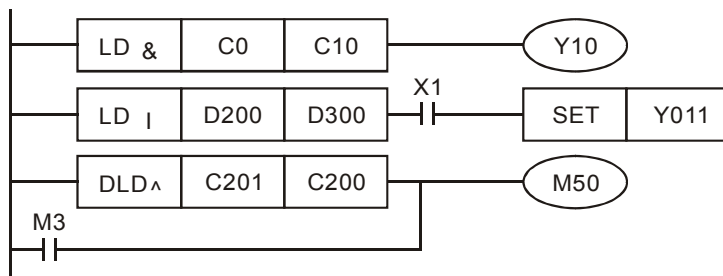 LD & C0 C10 Y10
X1
LD | D200 D300 SET Y011
DLD^ C201 C200 M50
M3